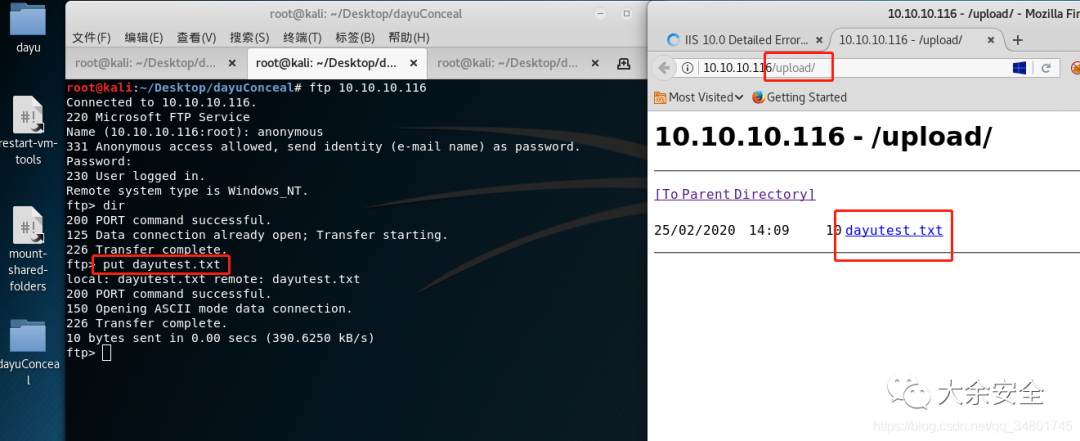 dayu
restart-vm-
tools
mount-
shared-
folders
dayuConcea
l
root@kali: ~/Desktop/dayuConceal
文件(F) 编辑(E) 查看(V) 搜索(S) 终端(T) 标签(B) 帮助(H)
root@kali: ~/Desktop/d... × root@kali: ~/Desktop/d... × root@kali: ~/Desktop/d... ×
root@kali:~/Desktop/dayuConceal# ftp 10.10.10.116
Connected to 10.10.10.116.
220 Microsoft FTP Service
Name (10.10.10.116:root): anonymous
331 Anonymous access allowed, send identity (e-mail name) as password.
Password:
230 User logged in.
Remote system type is Windows_NT.
ftp> dir
200 PORT command successful.
125 Data connection already open; Transfer starting.
226 Transfer complete.
ftp> put dayutest.txt
local: dayutest.txt remote: dayutest.txt
200 PORT command successful.
150 Opening ASCII mode data connection.
226 Transfer complete.
10 bytes sent in 0.00 secs (390.6250 kB/s)
ftp>
10.10.10.116 - /upload/ - Mozilla Fir
IIS 10.0 Detailed Error... × 10.10.10.116 - /upload/ × +
10.10.10.116/upload/
Most Visited Getting Started
10.10.10.116 - /upload/
[To Parent Directory]
25/02/2020 14:09 10 dayutest.txt
大余安全
https://blog.csdn.net/qq_34801745